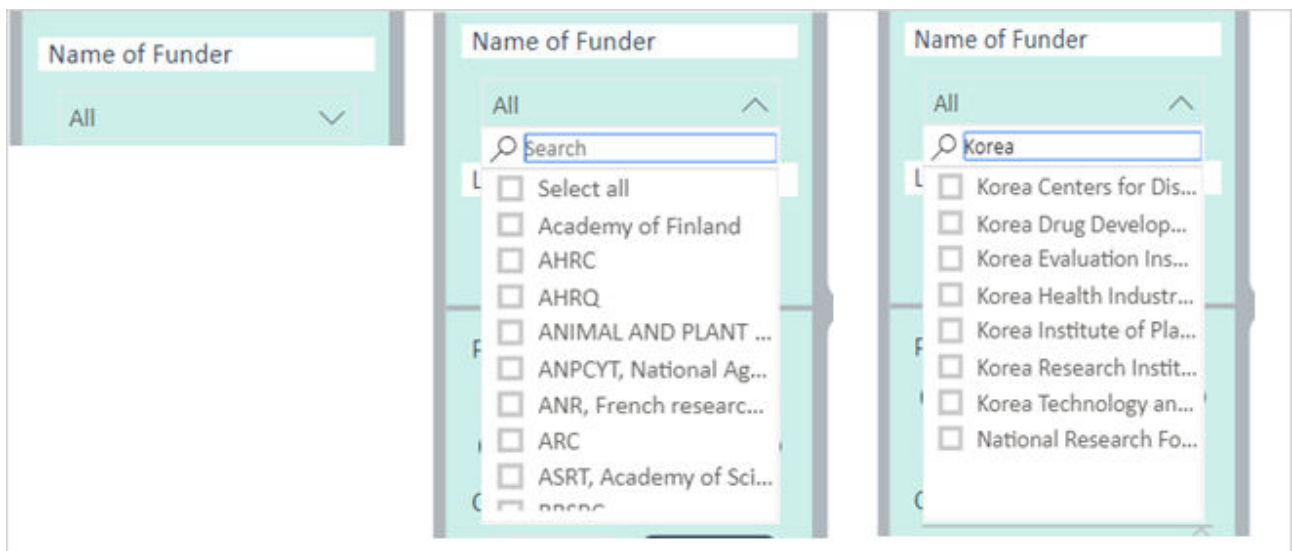 Name of Funder
All
Name of Funder
All
Search
Select all
Academy of Finland
AHRC
AHRQ
ANIMAL AND PLANT ...
ANPCYT, National Ag...
ANR, French researc...
ARC
ASRT, Academy of Sci...
Name of Funder
All
Korea
Korea Centers for Dis...
Korea Drug Develop...
Korea Evaluation Ins...
Korea Health Industr...
Korea Institute of Pla...
Korea Research Instit...
Korea Technology an...
National Research Fo...